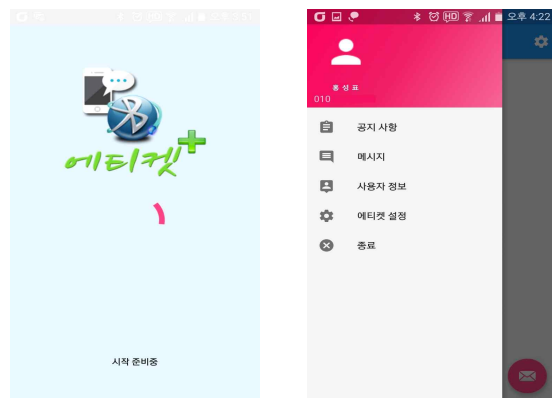 에티켓
시작 준비중
오후 4:22
홍성표
010
공지 사항
메시지
사용자 정보
에티켓 설정
종료